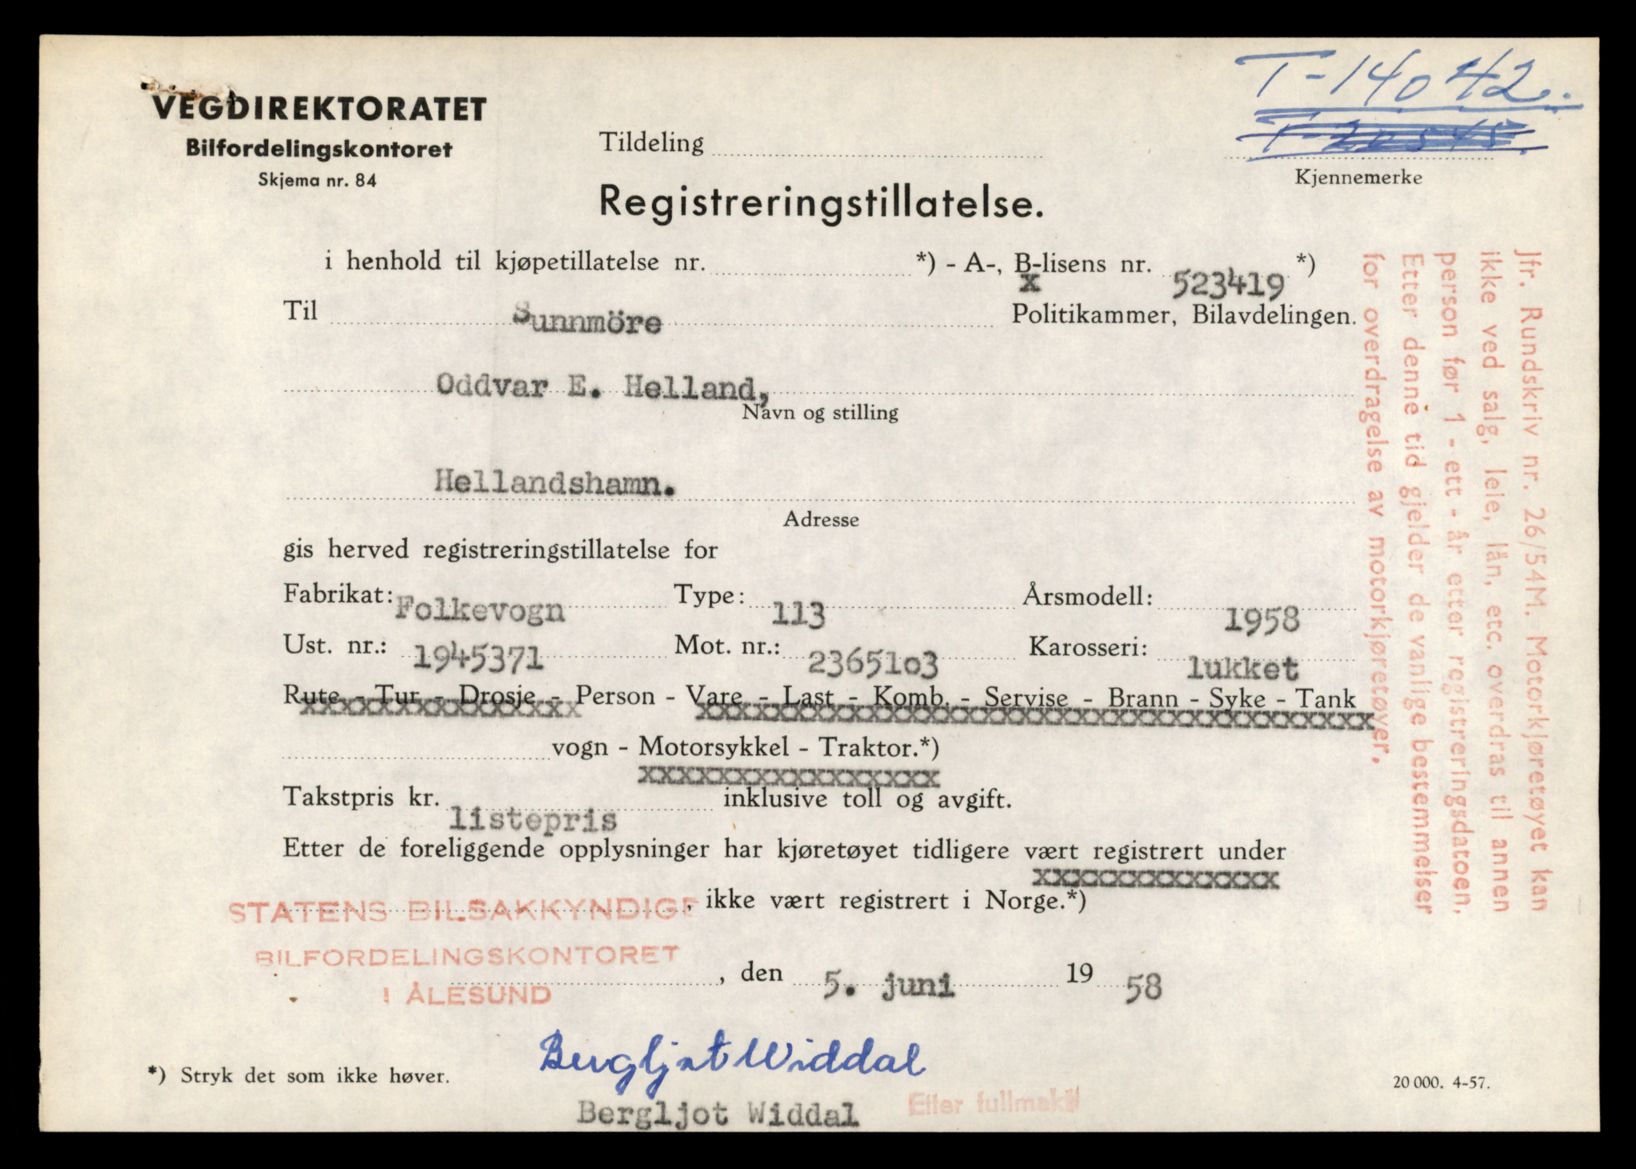 VEGDIREKTORATET
Bilfordelingskontoret
Skjema nr. 84
T-14042.
Tildeling
Kjennemerke
Registreringstillatelse.
i henhold til kjøpetillatelse nr. *) - A-, B-lisens nr. 523419 *)
x
Til Sunnmöre Politikammer, Bilavdelingen.
Oddvar E. Helland,
Navn og stilling
Hellandshamn.
Adresse
gis herved registreringstillatelse for
Fabrikat: Folkevogn Type: 113 Årsmodell: 1958
Ust. nr.: 1945371 Mot. nr.: 2365103 Karosseri: lukket
Rute - Tur - Drosje - Person - Vare - Last - Komb. - Servise - Brann - Syke - Tank
vogn - Motorsykkel - Traktor.*)
Takstpris kr. listepris inklusive toll og avgift.
Etter de foreliggende opplysninger har kjøretøyet tidligere vært registrert under
, ikke vært registrert i Norge.*)
STATENS BILSAKKYNDIGE
BILFORDELINGSKONTORET
I ÅLESUND
, den 5. juni 19 58
Bergljot Widdal
Bergljot Widdal
Etter fullmakt
*) Stryk det som ikke høver.
20 000. 4-57.
Jfr. Rundskriv nr. 26/54M. Motorkjøretøyet kan
ikke ved salg, leie, lån, etc. overdras til annen
person før 1 - ett - år etter registreringsdatoen.
Etter denne tid gjelder de vanlige bestemmelser
for overdragelse av motorkjøretøyer.